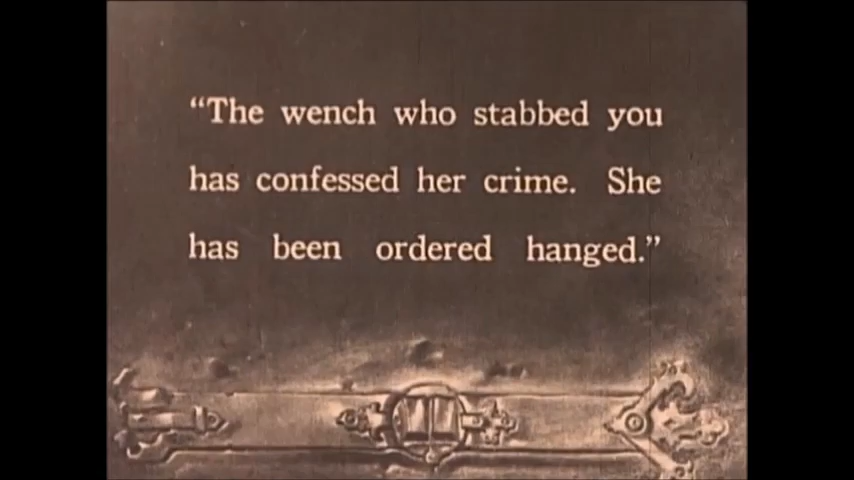 “The wench who stabbed you
has confessed her crime. She
has been ordered hanged.”